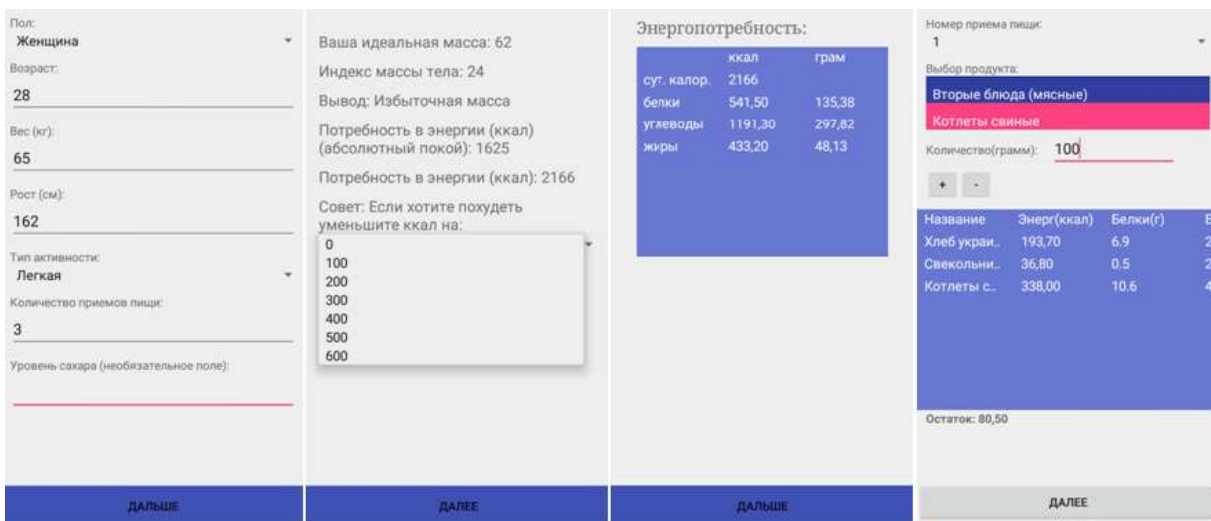 Пол:
Женщина
Возраст:
28
Вес (кг):
65
Рост (см):
162
Тип активности:
Легкая
Количество приемов пищи:
3
Уровень сахара (необязательное поле):
ДАЛЬШЕ
Ваша идеальная масса: 62
Индекс массы тела: 24
Вывод: Избыточная масса
Потребность в энергии (ккал)
(абсолютный покой): 1625
Потребность в энергии (ккал): 2166
Совет: Если хотите похудеть
уменьшите ккал на:
0
100
200
300
400
500
600
ДАЛЕЕ
Энергопотребность:
ккал грам
сут. калор. 2166
белки 541,50 135,38
углеводы 1191,30 297,82
жиры 433,20 48,13
ДАЛЬШЕ
Номер приема пищи:
1
Выбор продукта:
Вторые блюда (мясные)
Котлеты свиные
Количество(грамм): 100
+ -
Название Энерг(ккал) Белки(г)
Хлеб украи.. 193,70 6.9 2
Свекольни.. 36,80 0.5 2
Котлеты с.. 338,00 10.6 4
Остаток: 80,50
ДАЛЕЕ